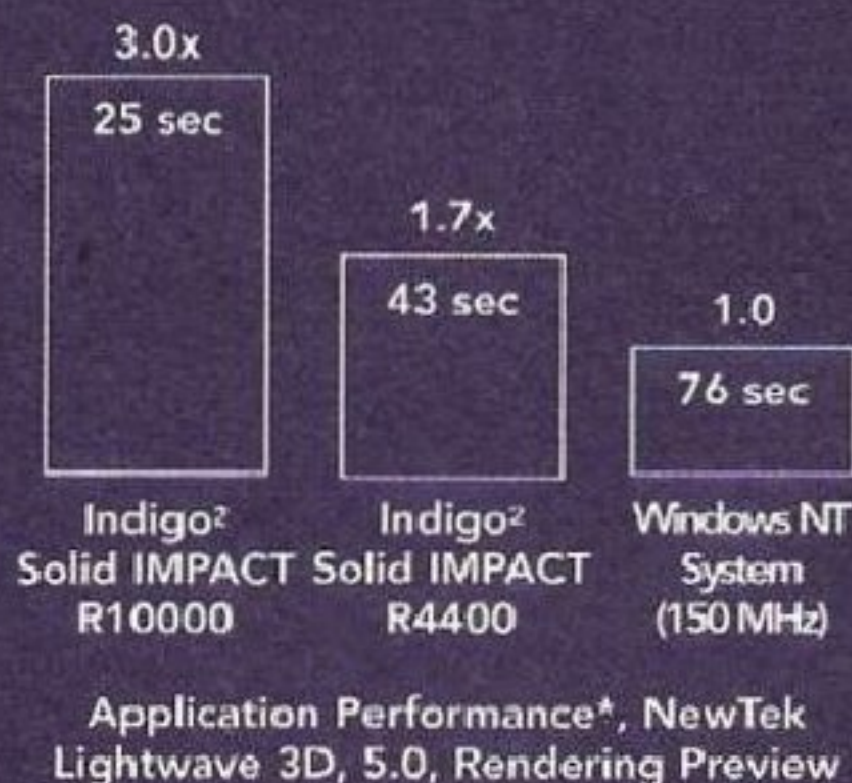 3.0x
25 sec
1.7x
43 sec
1.0
76 sec
Indigo²
Solid IMPACT
R10000
Indigo²
Solid IMPACT
R4400
Windows NT
System
(150 MHz)
Application Performance*, NewTek
Lightwave 3D, 5.0, Rendering Preview